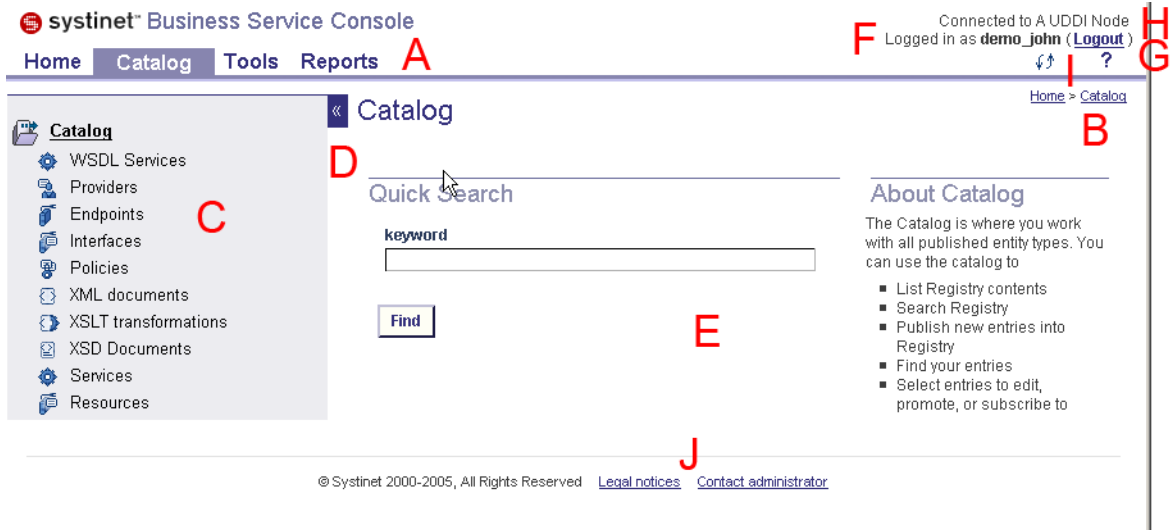 systinet™ Business Service Console
Connected to A UDDI Node
H
F
Logged in as demo_john ( Logout )
Home Catalog Tools Reports
A
?
G
I
« Catalog
Home > Catalog
B
Catalog
WSDL Services
Providers
Endpoints
Interfaces
Policies
XML documents
XSLT transformations
XSD Documents
Services
Resources
C
D
Quick Search
keyword
Find
E
About Catalog
The Catalog is where you work
with all published entity types. You
can use the catalog to
List Registry contents
Search Registry
Publish new entries into
Registry
Find your entries
Select entries to edit,
promote, or subscribe to
J
© Systinet 2000-2005, All Rights Reserved Legal notices Contact administrator